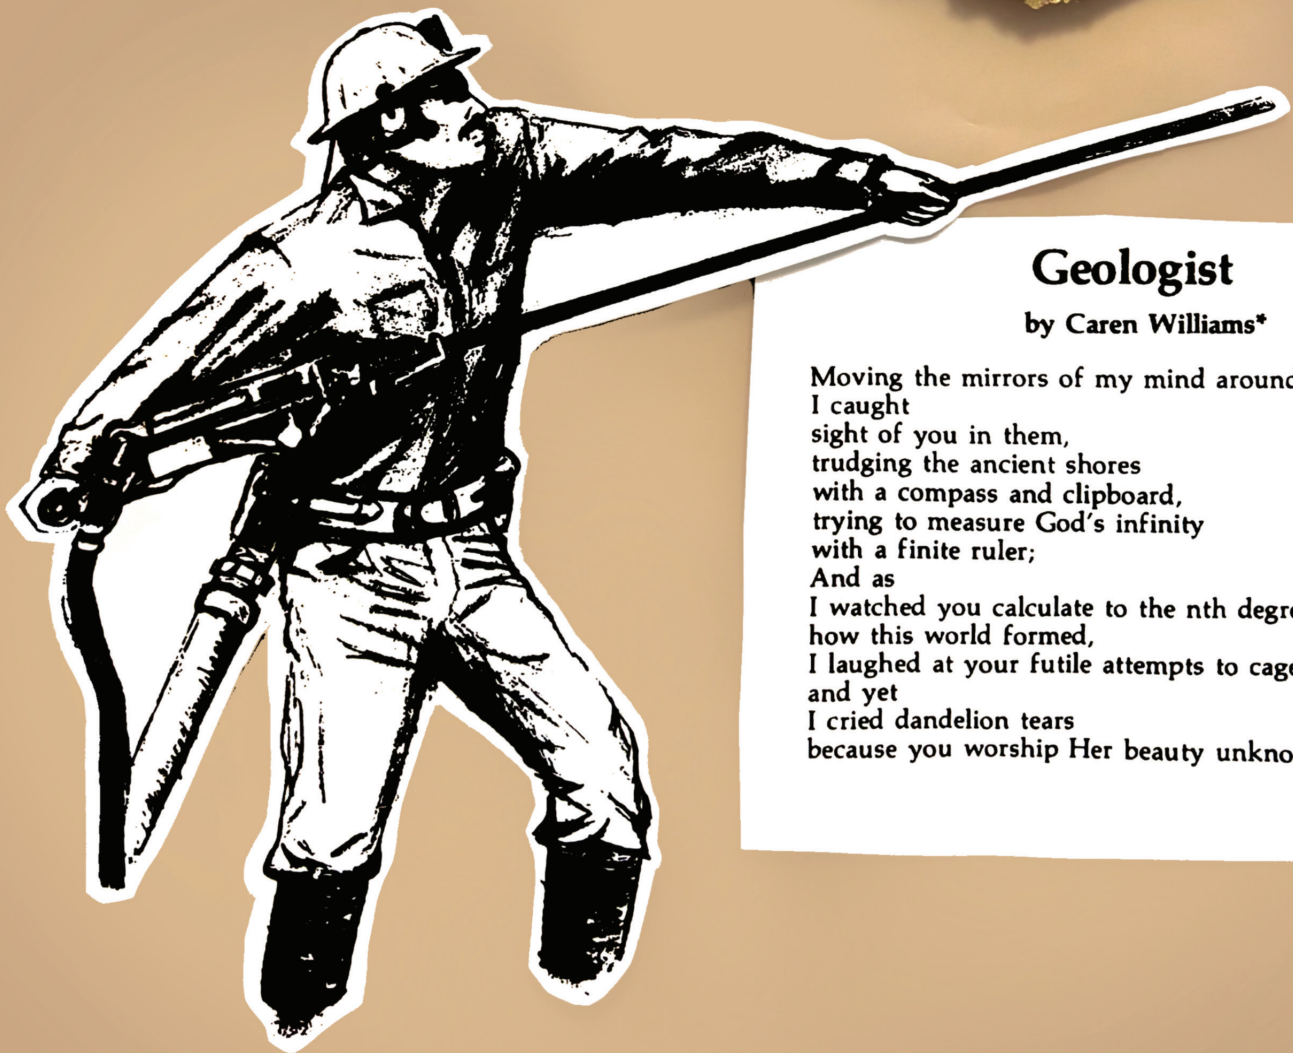 Geologist
by Caren Williams*
Moving the mirrors of my mind around
I caught
sight of you in them,
trudging the ancient shores
with a compass and clipboard,
trying to measure God's infinity
with a finite ruler;
And as
I watched you calculate to the nth
how this world formed,
I laughed at your futile attempts to cage
and yet
I cried dandelion tears
because you worship Her beauty